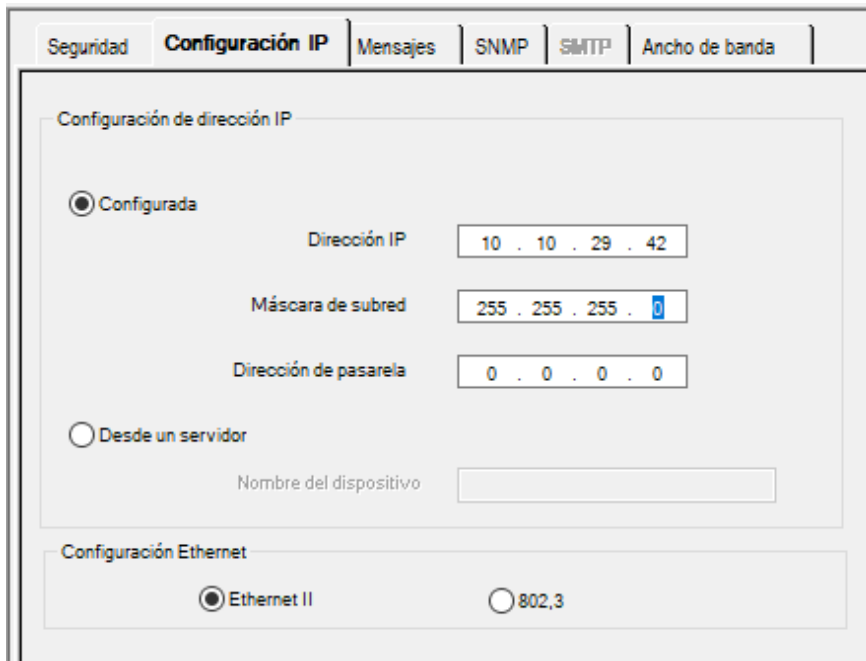 Seguridad Configuración IP Mensajes SNMP SMTP Ancho de banda
Configuración de dirección IP
Configurada
Dirección IP 10 . 10 . 29 . 42
Máscara de subred 255 . 255 . 255 . 0
Dirección de pasarela 0 . 0 . 0 . 0
Desde un servidor
Nombre del dispositivo
Configuración Ethernet
Ethernet II 802,3